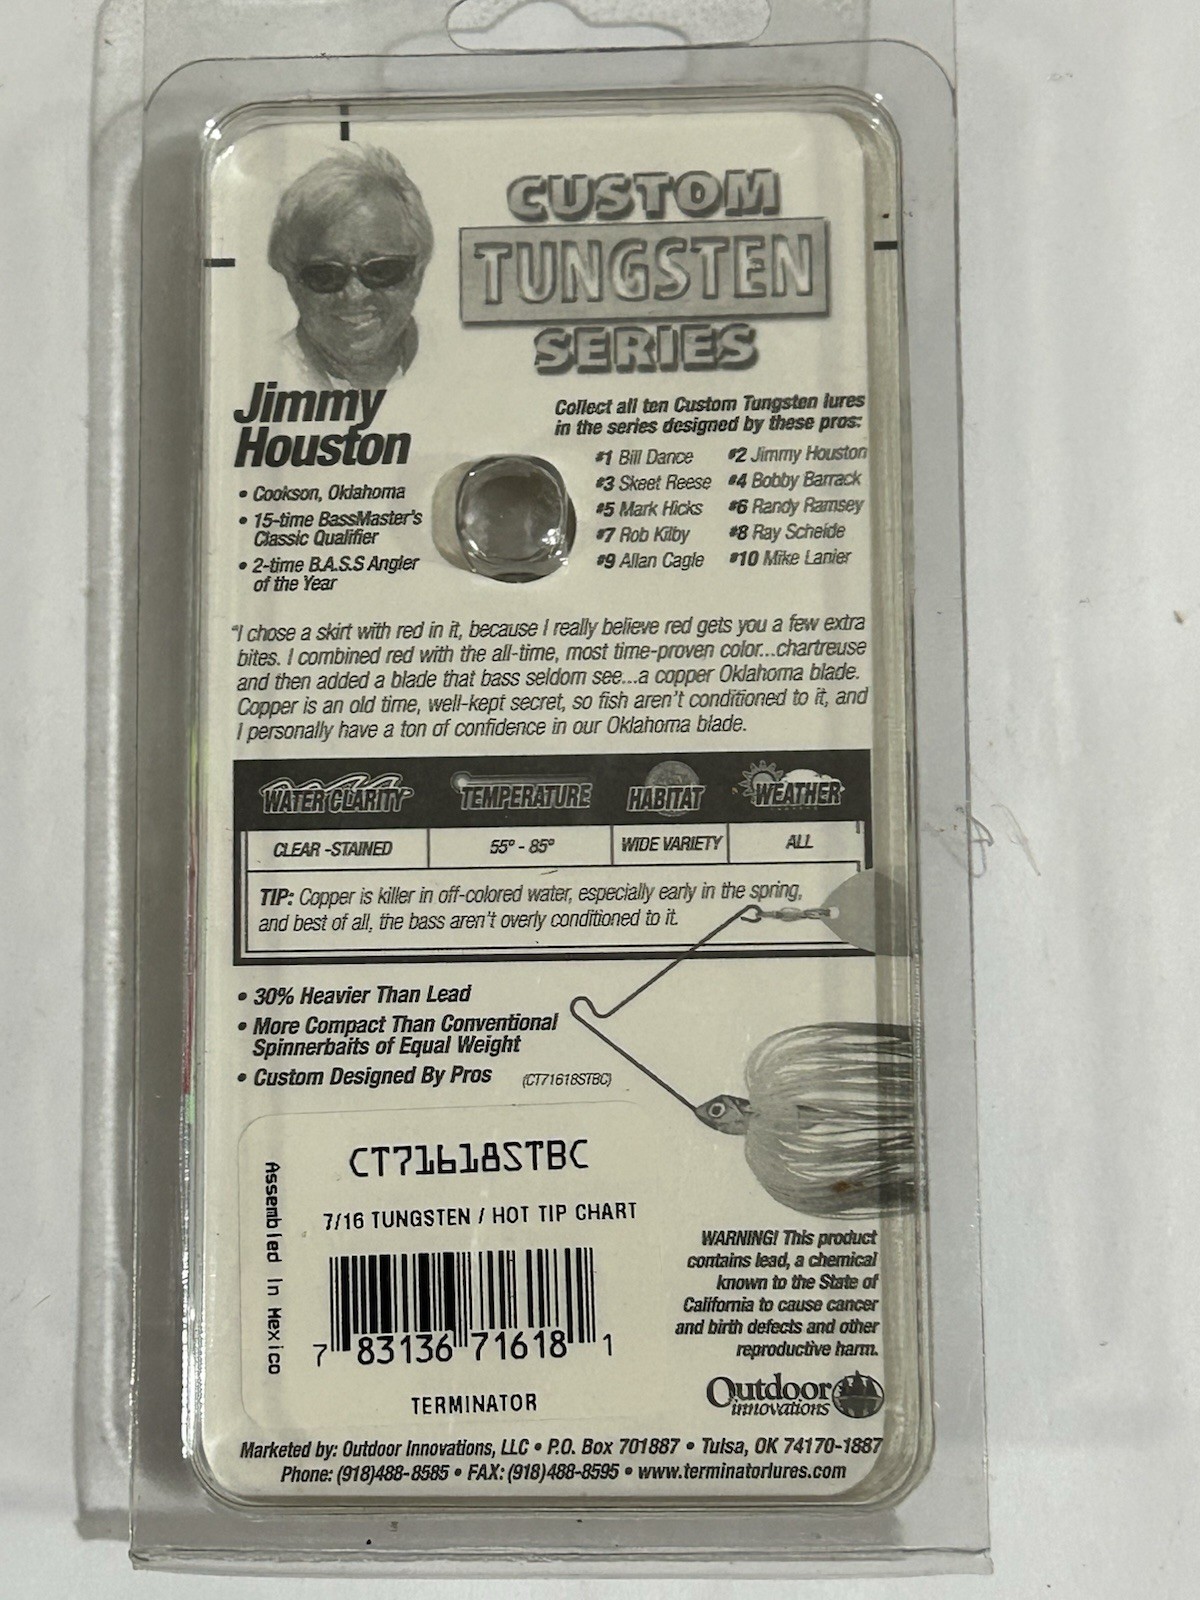 CUSTOM
TUNGSTEN
SERIES
Jimmy
Houston
• Cookson, Oklahoma
• 15-time BassMaster's
Classic Qualifier
• 2-time B.A.S.S Angler
of the Year
Collect all ten Custom Tungsten lures
in the series designed by these pros:
#1 Bill Dance #2 Jimmy Houston
#3 Skeet Reese #4 Bobby Barrack
#5 Mark Hicks #6 Randy Ramsey
#7 Rob Kilby #8 Ray Scheide
#9 Allan Cagle #10 Mike Lanier
"I chose a skirt with red in it, because I really believe red gets you a few extra
bites. I combined red with the all-time, most time-proven color...chartreuse
and then added a blade that bass seldom see...a copper Oklahoma blade.
Copper is an old time, well-kept secret, so fish aren't conditioned to it, and
I personally have a ton of confidence in our Oklahoma blade.
WATER CLARITY TEMPERATURE HABITAT WEATHER
CLEAR -STAINED 55° - 85° WIDE VARIETY ALL
TIP: Copper is killer in off-colored water, especially early in the spring,
and best of all, the bass aren't overly conditioned to it.
• 30% Heavier Than Lead
• More Compact Than Conventional
Spinnerbaits of Equal Weight
• Custom Designed By Pros (CT71618STBC)
CT71618STBC
7/16 TUNGSTEN / HOT TIP CHART
Assembled In Mexico
7 83136 71618 1
TERMINATOR
WARNING! This product
contains lead, a chemical
known to the State of
California to cause cancer
and birth defects and other
reproductive harm.
Outdoor
innovations
Marketed by: Outdoor Innovations, LLC • P.O. Box 701887 • Tulsa, OK 74170-1887
Phone: (918)488-8585 • FAX: (918)488-8595 • www.terminatorlures.com